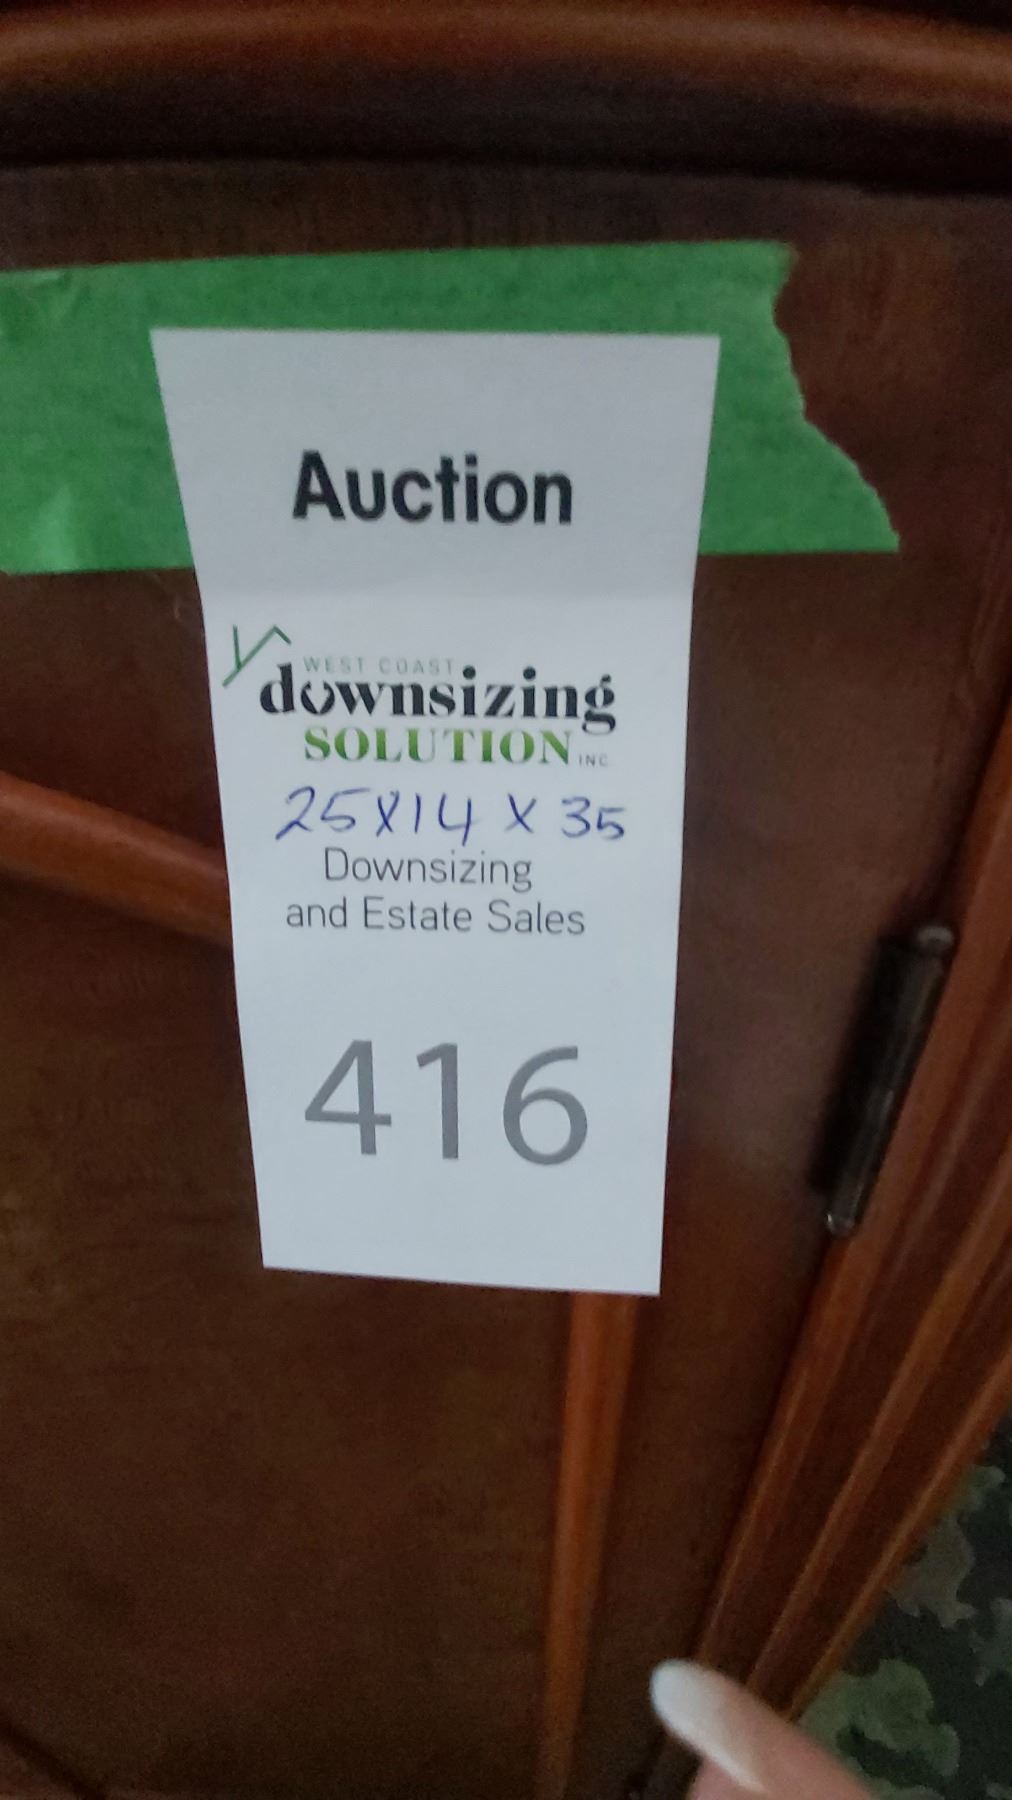 Auction
WEST COAST
downsizing
SOLUTION INC
25x14 x 35
Downsizing
and Estate Sales
416